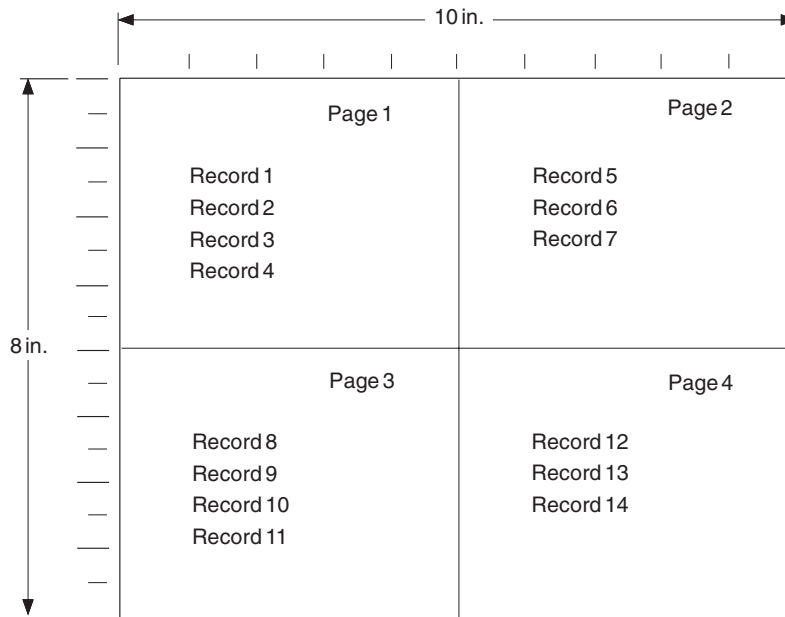 10 in.
Page 1
Record 1
Record 2
Record 3
Record 4
Page 2
Record 5
Record 6
Record 7
8 in.
Page 3
Record 8
Record 9
Record 10
Record 11
Page 4
Record 12
Record 13
Record 14